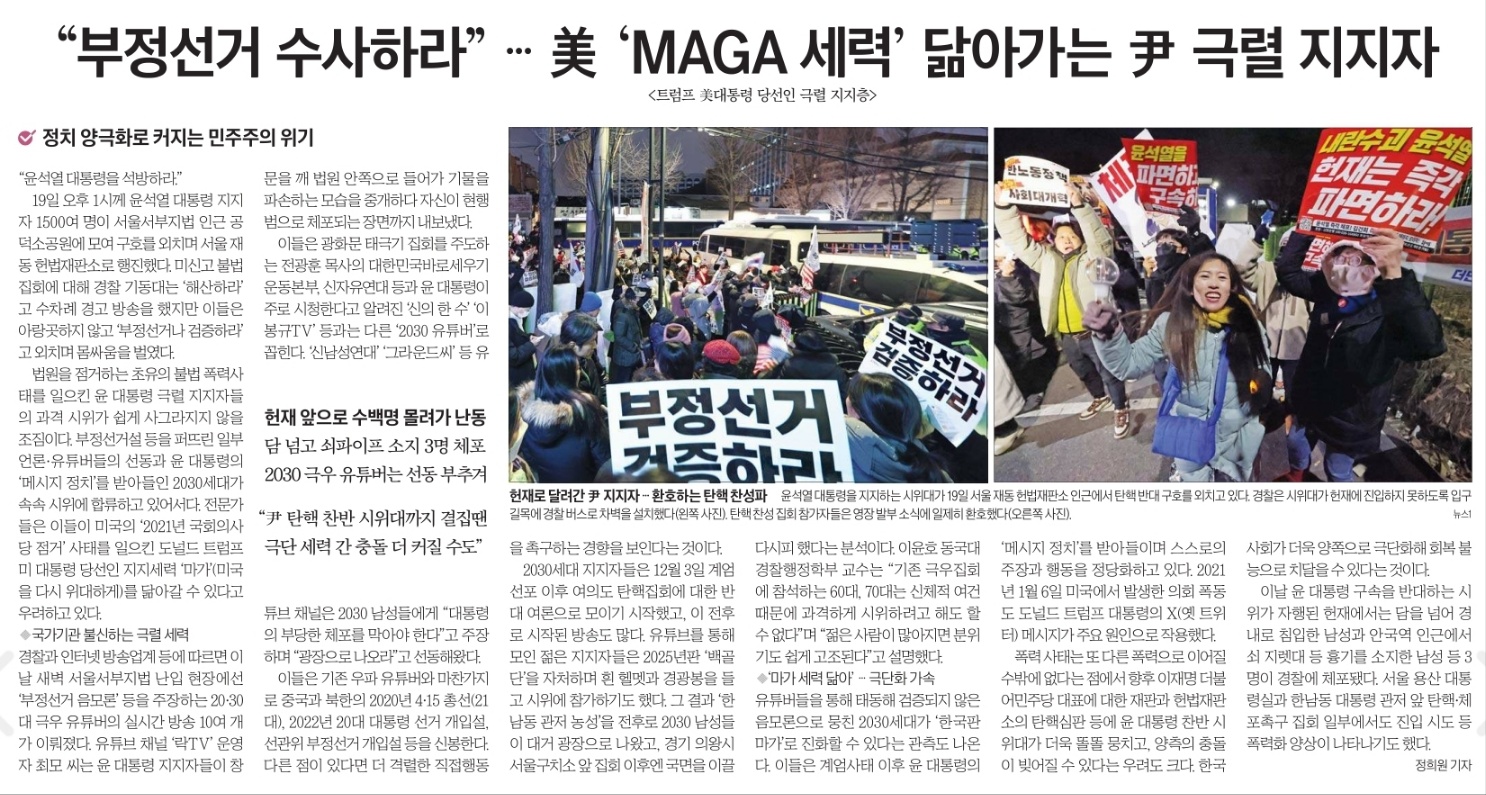 “부정선거 수사하라” … 美 ‘MAGA 세력’ 닮아가는 尹 극렬 지지자
<트럼프 美대통령 당선인 극렬 지지층>
정치 양극화로 커지는 민주주의 위기
“윤석열 대통령을 석방하라.”
19일 오후 1시께 윤석열 대통령 지지
자 1500여 명이 서울서부지법 인근 공
덕소공원에 모여 구호를 외치며 서울 재
동 헌법재판소로 행진했다. 미신고 불법
집회에 대해 경찰 기동대는 ‘해산하라’
고 수차례 경고 방송을 했지만 이들은
아랑곳하지 않고 ‘부정선거나 검증하라’
고 외치며 몸싸움을 벌였다.
법원을 점거하는 초유의 불법 폭력사
태를 일으킨 윤 대통령 극렬 지지자들
의 과격 시위가 쉽게 사그라지지 않을
조짐이다. 부정선거설 등을 퍼뜨린 일부
언론·유튜버들의 선동과 윤 대통령의
‘메시지 정치’를 받아들인 2030세대가
속속 시위에 합류하고 있어서다. 전문가
들은 이들이 미국의 ‘2021년 국회의사
당 점거’ 사태를 일으킨 도널드 트럼프
미 대통령 당선인 지지세력 ‘마가’(미국
을 다시 위대하게)를 닮아갈 수 있다고
우려하고 있다.
◆국가기관 불신하는 극렬 세력
경찰과 인터넷 방송업계 등에 따르면 이
날 새벽 서울서부지법 난입 현장에선
‘부정선거 음모론’ 등을 주장하는 20·30
대 극우 유튜버의 실시간 방송 10여 개
가 이뤄졌다. 유튜브 채널 ‘락TV’ 운영
자 최모 씨는 윤 대통령 지지자들이 창
문을 깨 법원 안쪽으로 들어가 기물을
파손하는 모습을 중개하다 자신이 현행
범으로 체포되는 장면까지 내보냈다.
이들은 광화문 태극기 집회를 주도하
는 전광훈 목사의 대한민국바로세우기
운동본부, 신자유연대 등과 윤 대통령이
주로 시청한다고 알려진 ‘신의 한 수’ ‘이
봉규TV’ 등과는 다른 ‘2030 유튜버’로
꼽힌다. ‘신남성연대’ ‘그라운드씨’ 등 유
헌재 앞으로 수백명 몰려가 난동
담 넘고 쇠파이프 소지 3명 체포
2030 극우 유튜버는 선동 부추겨
“尹 탄핵 찬반 시위대까지 결집땐
극단 세력 간 충돌 더 커질 수도”
튜브 채널은 2030 남성들에게 “대통령
의 부당한 체포를 막아야 한다”고 주장
하며 “광장으로 나오라”고 선동해왔다.
이들은 기존 우파 유튜버와 마찬가지
로 중국과 북한의 2020년 4·15 총선(21
대), 2022년 20대 대통령 선거 개입설,
선관위 부정선거 개입설 등을 신봉한다.
다른 점이 있다면 더 격렬한 직접행동
부정선거
검증하라
부정선거
검증하라
반노동정책
사회대개혁
체
윤석열을
파면하
구속하
내란수괴 윤석열
헌재는 즉각
파면하라!
헌재로 달려간 尹 지지자 … 환호하는 탄핵 찬성파 윤석열 대통령을 지지하는 시위대가 19일 서울 재동 헌법재판소 인근에서 탄핵 반대 구호를 외치고 있다. 경찰은 시위대가 헌재에 진입하지 못하도록 입구
길목에 경찰 버스로 차벽을 설치했다(왼쪽 사진). 탄핵 찬성 집회 참가자들은 영장 발부 소식에 일제히 환호했다(오른쪽 사진).
뉴스1
을 촉구하는 경향을 보인다는 것이다.
2030세대 지지자들은 12월 3일 계엄
선포 이후 여의도 탄핵집회에 대한 반
대 여론으로 모이기 시작했고, 이 전후
로 시작된 방송도 많다. 유튜브를 통해
모인 젊은 지지자들은 2025년판 ‘백골
단’을 자처하며 흰 헬멧과 경광봉을 들
고 시위에 참가하기도 했다. 그 결과 ‘한
남동 관저 농성’을 전후로 2030 남성들
이 대거 광장으로 나왔고, 경기 의왕시
서울구치소 앞 집회 이후엔 국면을 이끌
다시피 했다는 분석이다. 이윤호 동국대
경찰행정학부 교수는 “기존 극우집회
에 참석하는 60대, 70대는 신체적 여건
때문에 과격하게 시위하려고 해도 할
수 없다”며 “젊은 사람이 많아지면 분위
기도 쉽게 고조된다”고 설명했다.
◆‘마가 세력 닮아’ … 극단화 가속
유튜버들을 통해 태동해 검증되지 않은
음모론으로 뭉친 2030세대가 ‘한국판
마가’로 진화할 수 있다는 관측도 나온
다. 이들은 계엄사태 이후 윤 대통령의
‘메시지 정치’를 받아들이며 스스로의
주장과 행동을 정당화하고 있다. 2021
년 1월 6일 미국에서 발생한 의회 폭동
도 도널드 트럼프 대통령의 X(옛 트위
터) 메시지가 주요 원인으로 작용했다.
폭력 사태는 또 다른 폭력으로 이어질
수밖에 없다는 점에서 향후 이재명 더불
어민주당 대표에 대한 재판과 헌법재판
소의 탄핵심판 등에 윤 대통령 찬반 시
위대가 더욱 똘똘 뭉치고, 양측의 충돌
이 빚어질 수 있다는 우려도 크다. 한국
사회가 더욱 양쪽으로 극단화해 회복 불
능으로 치달을 수 있다는 것이다.
이날 윤 대통령 구속을 반대하는 시
위가 자행된 헌재에서는 담을 넘어 경
내로 침입한 남성과 안국역 인근에서
쇠 지렛대 등 흉기를 소지한 남성 등 3
명이 경찰에 체포됐다. 서울 용산 대통
령실과 한남동 대통령 관저 앞 탄핵·체
포촉구 집회 일부에서도 진입 시도 등
폭력화 양상이 나타나기도 했다.
정희원 기자